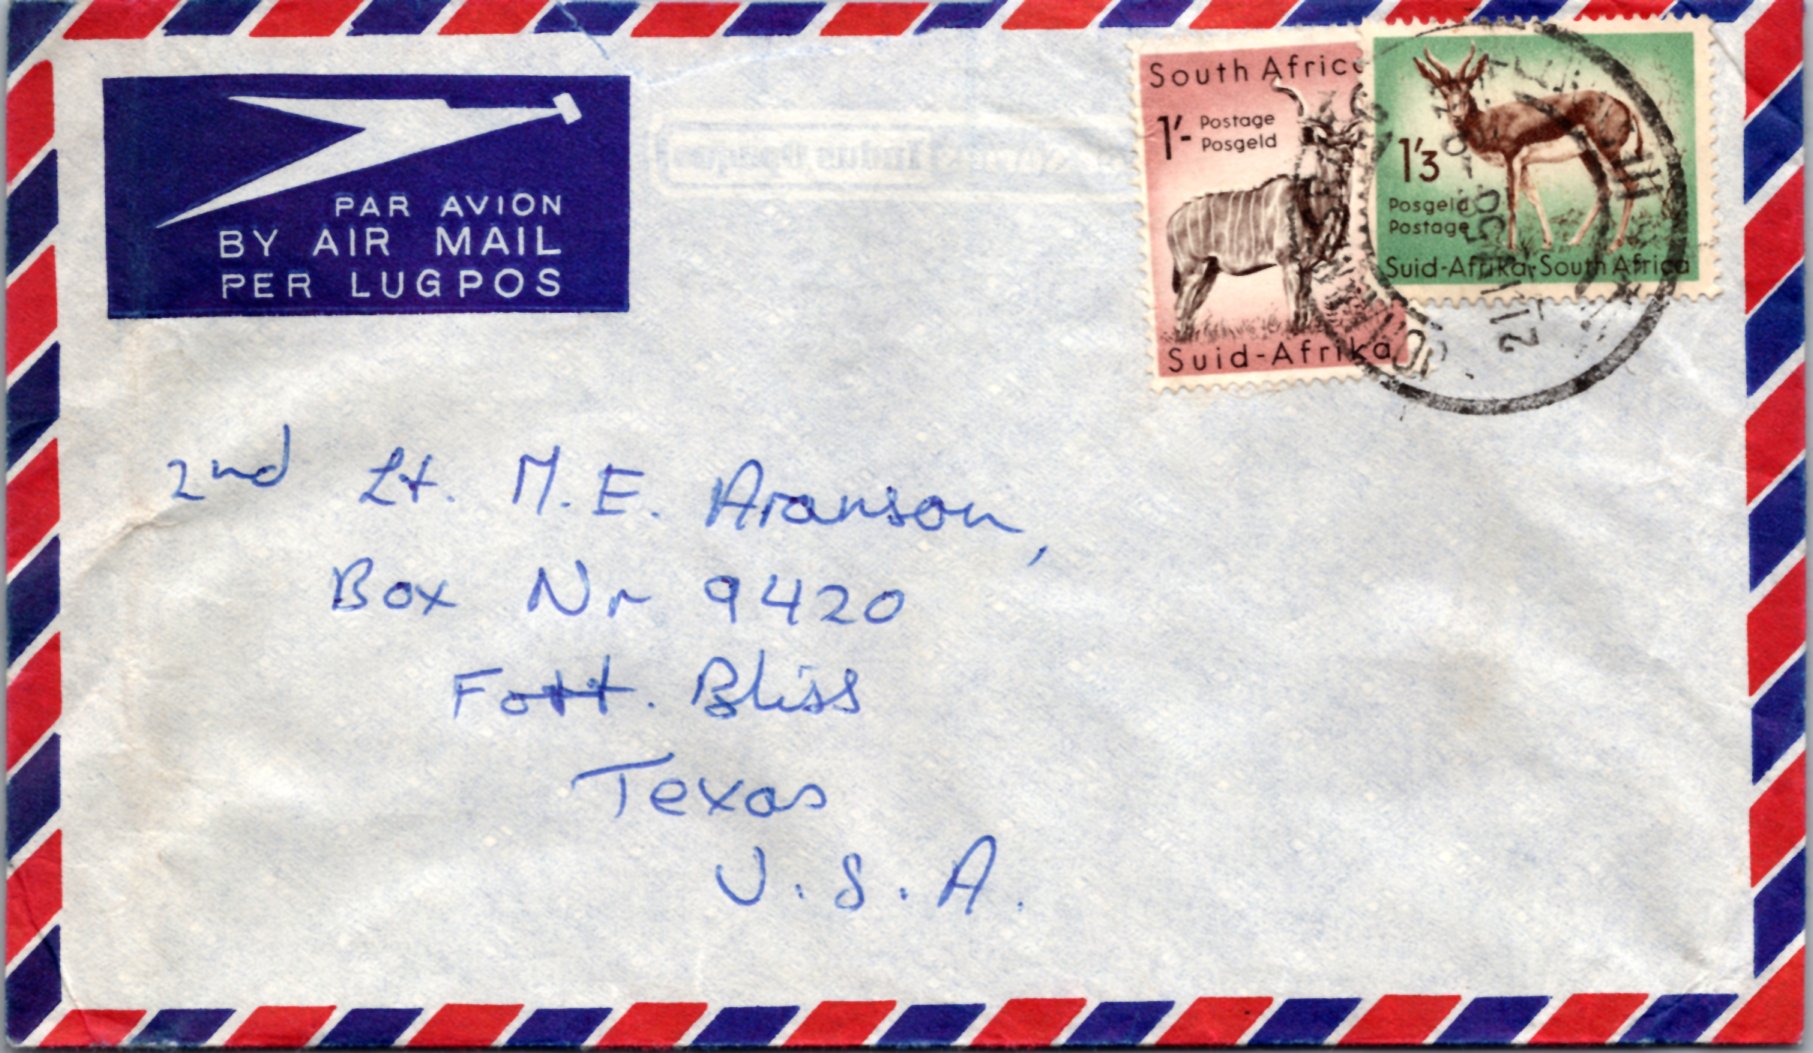 PAR AVION
BY AIR MAIL
PER LUGPOS
South Africa
1'-
Postage
Posgeld
Suid-Afrika
1'3
Posgeld
Postage
Suid-Afrika·South Africa
2nd Lt. M. E. Aranson,
Box Nr 9420
Fort. Bliss
Texas
U. S. A.